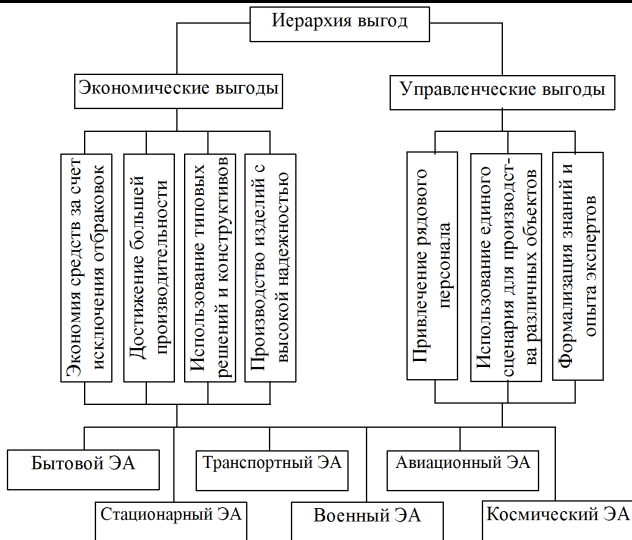 Иерархия выгод
Экономические выгоды
Управленческие выгоды
Экономия средств за счет
исключения отбраковок
Достижение большей
производительности
Использование типовых
решений и конструктивов
Производство изделий с
высокой надежностью
Привлечение рядового
персонала
Использование единого
сценария для производст-
ва различных объектов
Формализация знаний и
опыта экспертов
Бытовой ЭА
Транспортный ЭА
Авиационный ЭА
Стационарный ЭА
Военный ЭА
Космический ЭА